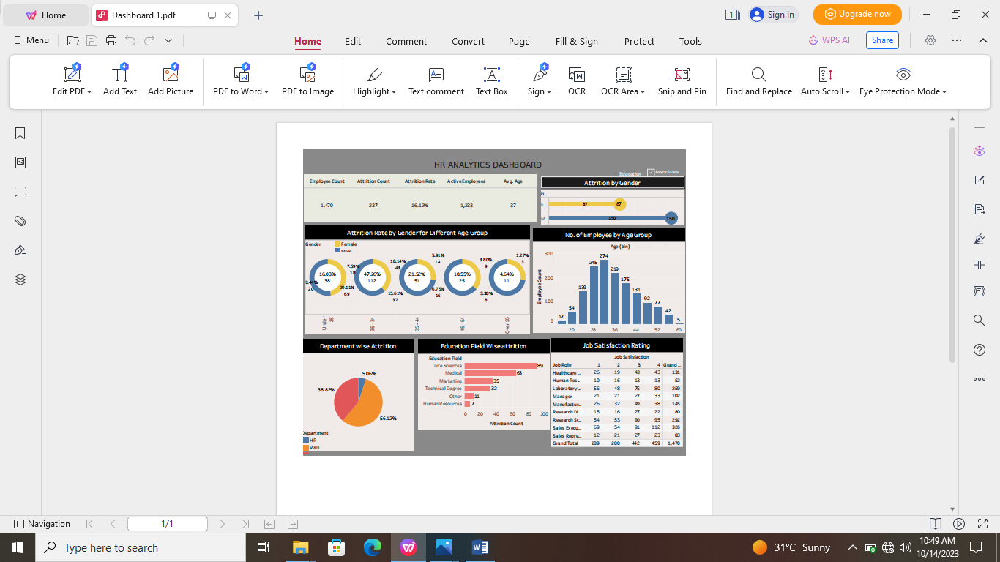 Home
Dashboard 1.pdf
1
Sign in
Upgrade now
Menu
Home Edit Comment Convert Page Fill & Sign Protect Tools
WPS AI
Share
Edit PDF Add Text Add Picture PDF to Word PDF to Image Highlight Text comment Text Box Sign OCR OCR Area Snip and Pin Find and Replace Auto Scroll Eye Protection Mode
HR ANALYTICS DASHBOARD
Education Associates...
Employee Count Attrition Count Attrition Rate Active Employees Avg. Age
1,470 237 16.12% 1,233 37
Attrition by Gender
G..
F.. 87 87
M.. 150 150
Attrition Rate by Gender for Different Age Group
Gender Female
Male
16.03%
38
8.44%
20
7.59%
18
47.26%
112
29.11%
69
18.14%
43
21.52%
51
15.61%
37
5.91%
14
10.55%
25
6.75%
16
3.80%
9
4.64%
11
3.38%
8
1.27%
3
Under 25
25 - 34
35 - 44
45 - 54
Over 55
No. of Employee by Age Group
Age (bin)
Employee Count
300
200
100
0
17 54 139 245 274 219 175 131 92 77 42 5
20 28 36 44 52 60
Department wise Attrition
5.06%
38.82%
56.12%
Department
HR
R&D
Education Field Wise attrition
Education Field
Life Sciences 89
Medical 63
Marketing 35
Technical Degree 32
Other 11
Human Resources 7
0 20 40 60 80 100
Attrition Count
Job Satisfaction Rating
Job Satisfaction
Job Role 1 2 3 4 Grand ..
Healthcare .. 26 19 43 43 131
Human Res.. 10 16 13 13 52
Laboratory .. 56 48 75 80 259
Manager 21 21 27 33 102
Manufactur.. 26 32 49 38 145
Research Di.. 15 16 27 22 80
Research Sc.. 54 53 90 95 292
Sales Execu.. 69 54 91 112 326
Sales Repre.. 12 21 27 23 83
Grand Total 289 280 442 459 1,470
Navigation
1/1
Type here to search
31°C Sunny
10:49 AM
10/14/2023